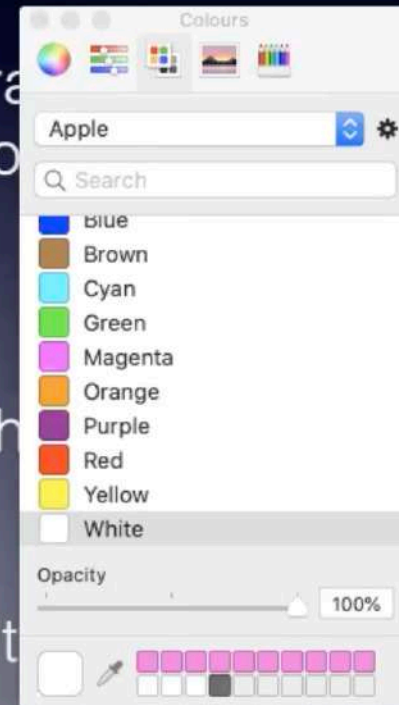 Colours
Apple
Search
Blue
Brown
Cyan
Green
Magenta
Orange
Purple
Red
Yellow
White
Opacity
100%